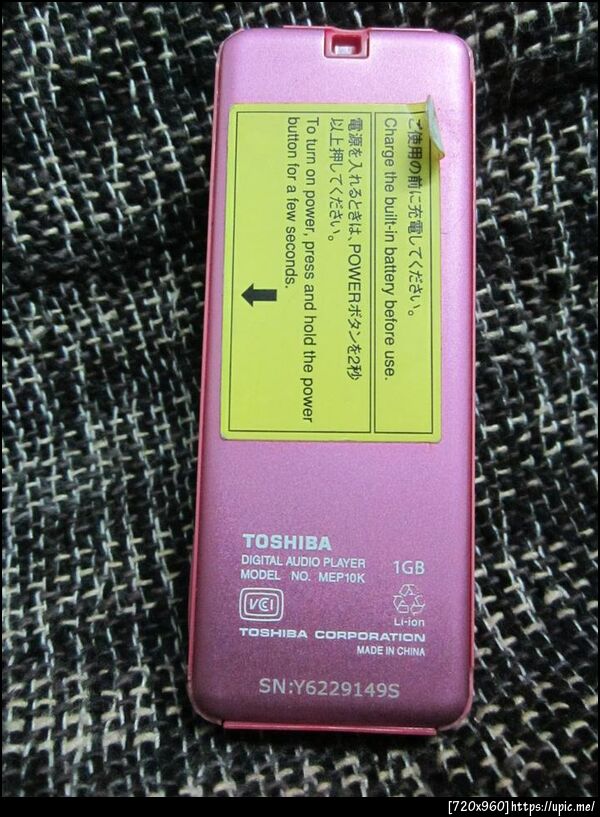 ご使用の前に充電してください。
Charge the built-in battery before use.
電源を入れるときは、POWERボタンを2秒
以上押してください。
To turn on power, press and hold the power
button for a few seconds.
TOSHIBA
DIGITAL AUDIO PLAYER
MODEL NO. MEP10K
1GB
VCI
Li-ion
TOSHIBA CORPORATION
MADE IN CHINA
SN:Y6229149S
[720x960]https://upic.me/